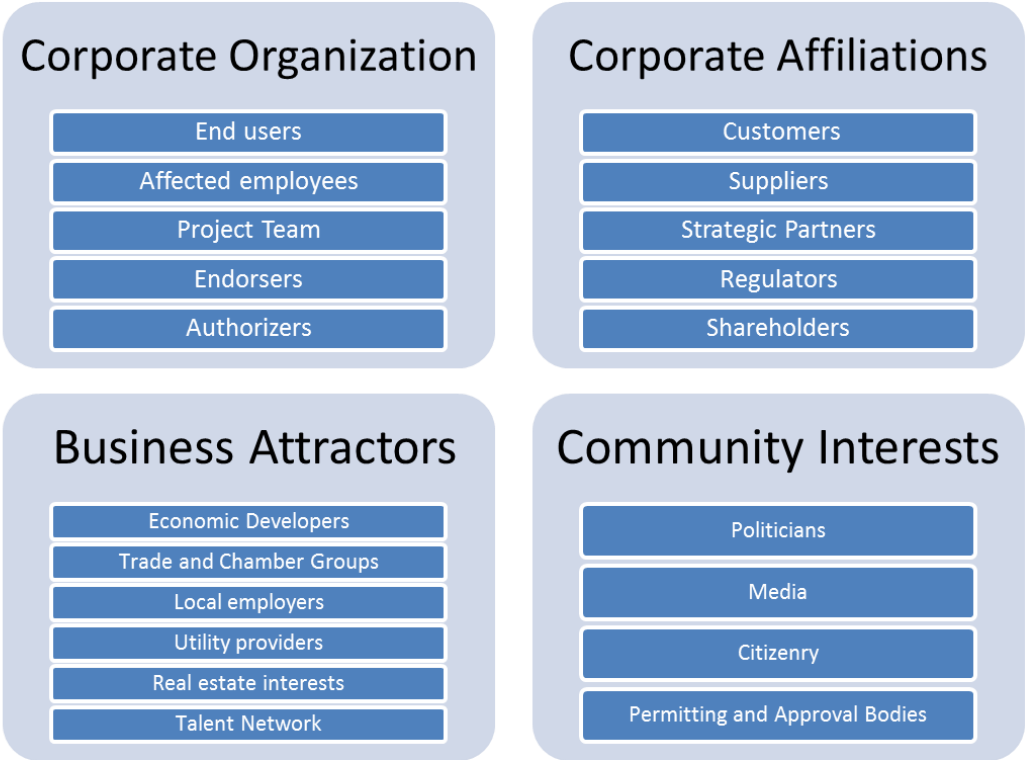 Corporate Organization
End users
Affected employees
Project Team
Endorsers
Authorizers
Corporate Affiliations
Customers
Suppliers
Strategic Partners
Regulators
Shareholders
Business Attractors
Economic Developers
Trade and Chamber Groups
Local employers
Utility providers
Real estate interests
Talent Network
Community Interests
Politicians
Media
Citizenry
Permitting and Approval Bodies